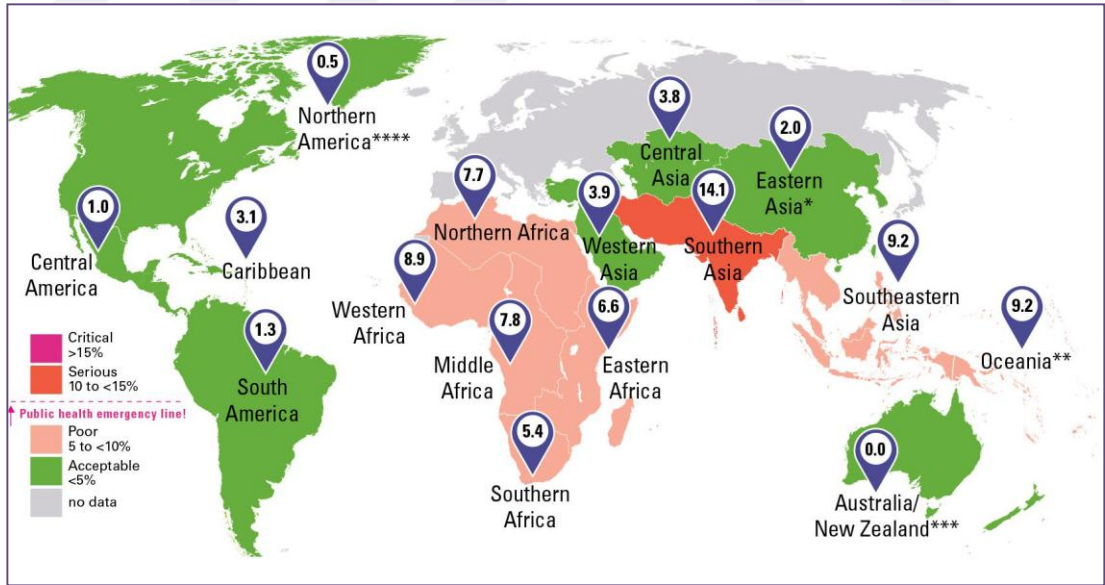 0.5
Northern
America****
3.8
Central
Asia
2.0
Eastern
Asia*
7.7
Northern Africa
3.9
Western
Asia
14.1
Southern
Asia
1.0
Central
America
3.1
Caribbean
8.9
Western
Africa
9.2
Southeastern
Asia
7.8
Middle
Africa
6.6
Eastern
Africa
9.2
Oceania**
1.3
South
America
5.4
Southern
Africa
0.0
Australia/
New Zealand***
Critical
>15%
Serious
10 to <15%
Public health emergency line!
Poor
5 to <10%
Acceptable
<5%
no data